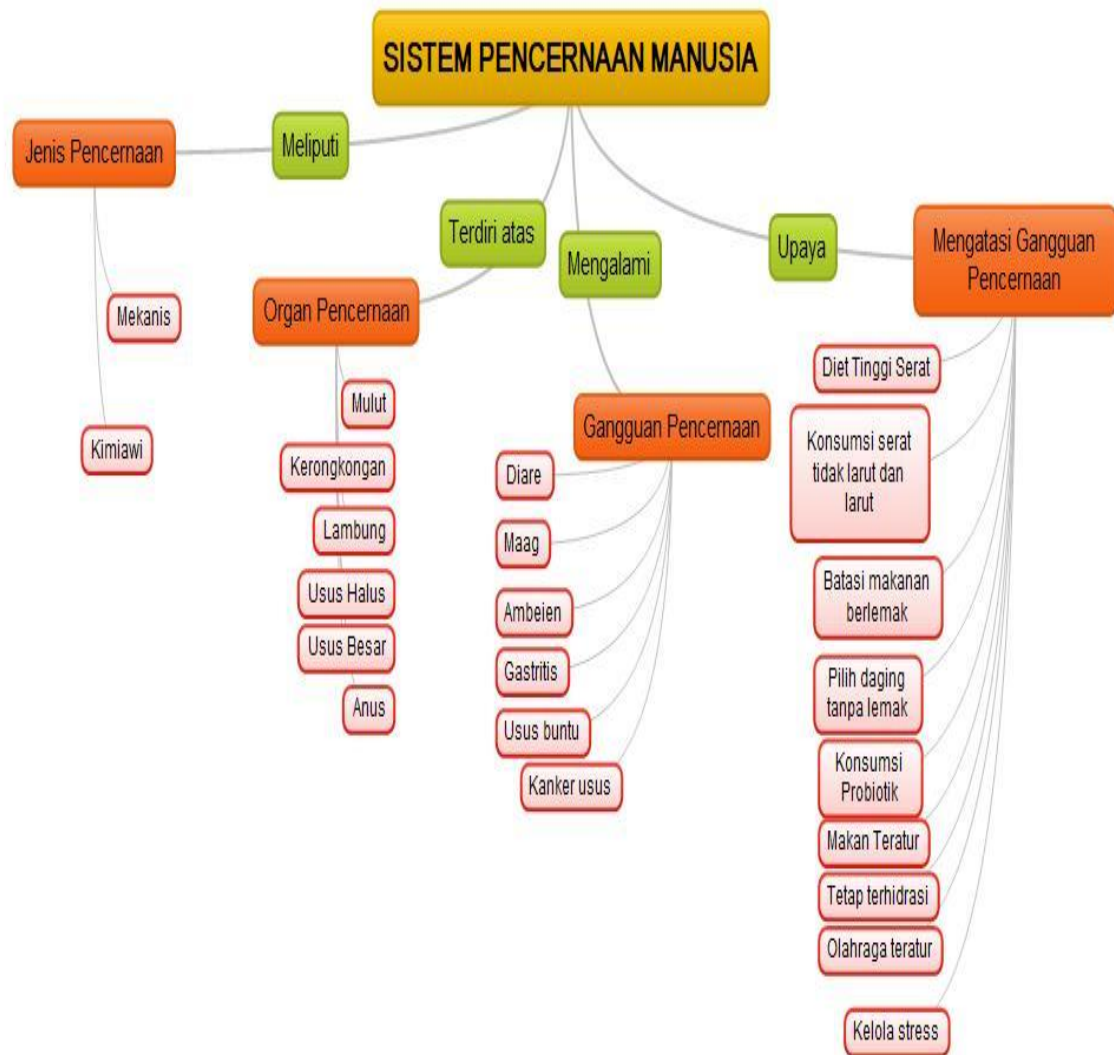 SISTEM PENCERNAAN MANUSIA
Meliputi
Jenis Pencernaan
Mekanis
Kimiawi
Terdiri atas
Organ Pencernaan
Mulut
Kerongkongan
Lambung
Usus Halus
Usus Besar
Anus
Mengalami
Gangguan Pencernaan
Diare
Maag
Ambeien
Gastritis
Usus buntu
Kanker usus
Upaya
Mengatasi Gangguan
Pencernaan
Diet Tinggi Serat
Konsumsi serat
tidak larut dan
larut
Batasi makanan
berlemak
Pilih daging
tanpa lemak
Konsumsi
Probiotik
Makan Teratur
Tetap terhidrasi
Olahraga teratur
Kelola stress